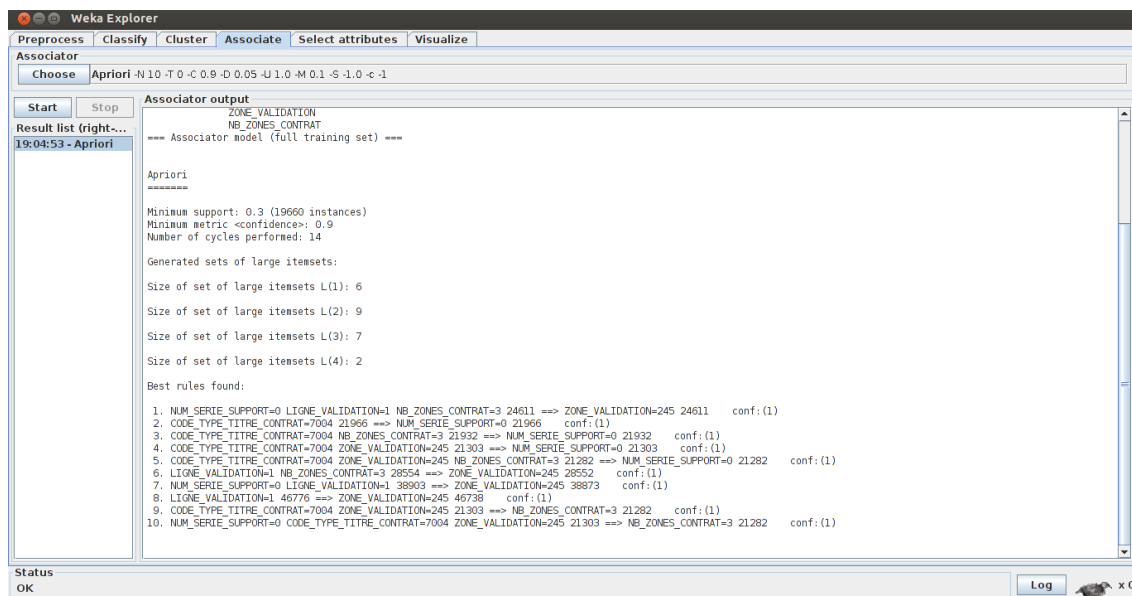 Weka Explorer
Preprocess Classify Cluster Associate Select attributes Visualize
Associator
Choose Apriori -N 10 -T 0 -C 0.9 -D 0.05 -U 1.0 -M 0.1 -S -1.0 -c -1
Start Stop
Associator output
Result list (right-...
19:04:53 - Apriori
ZONE_VALIDATION
NB_ZONES_CONTRAT
=== Associator model (full training set) ===
Apriori
=======
Minimum support: 0.3 (19660 instances)
Minimum metric <confidence>: 0.9
Number of cycles performed: 14
Generated sets of large itemsets:
Size of set of large itemsets L(1): 6
Size of set of large itemsets L(2): 9
Size of set of large itemsets L(3): 7
Size of set of large itemsets L(4): 2
Best rules found:
1. NUM_SERIE_SUPPORT=0 LIGNE_VALIDATION=1 NB_ZONES_CONTRAT=3 24611 ==> ZONE_VALIDATION=245 24611 conf:(1)
2. CODE_TYPE_TITRE_CONTRAT=7004 21966 ==> NUM_SERIE_SUPPORT=0 21966 conf:(1)
3. CODE_TYPE_TITRE_CONTRAT=7004 NB_ZONES_CONTRAT=3 21932 ==> NUM_SERIE_SUPPORT=0 21932 conf:(1)
4. CODE_TYPE_TITRE_CONTRAT=7004 ZONE_VALIDATION=245 21303 ==> NUM_SERIE_SUPPORT=0 21303 conf:(1)
5. CODE_TYPE_TITRE_CONTRAT=7004 ZONE_VALIDATION=245 NB_ZONES_CONTRAT=3 21282 ==> NUM_SERIE_SUPPORT=0 21282 conf:(1)
6. LIGNE_VALIDATION=1 NB_ZONES_CONTRAT=3 28554 ==> ZONE_VALIDATION=245 28552 conf:(1)
7. NUM_SERIE_SUPPORT=0 LIGNE_VALIDATION=1 38903 ==> ZONE_VALIDATION=245 38873 conf:(1)
8. LIGNE_VALIDATION=1 46776 ==> ZONE_VALIDATION=245 46738 conf:(1)
9. CODE_TYPE_TITRE_CONTRAT=7004 ZONE_VALIDATION=245 21303 ==> NB_ZONES_CONTRAT=3 21282 conf:(1)
10. NUM_SERIE_SUPPORT=0 CODE_TYPE_TITRE_CONTRAT=7004 ZONE_VALIDATION=245 21303 ==> NB_ZONES_CONTRAT=3 21282 conf:(1)
Status
OK
Log
x 0